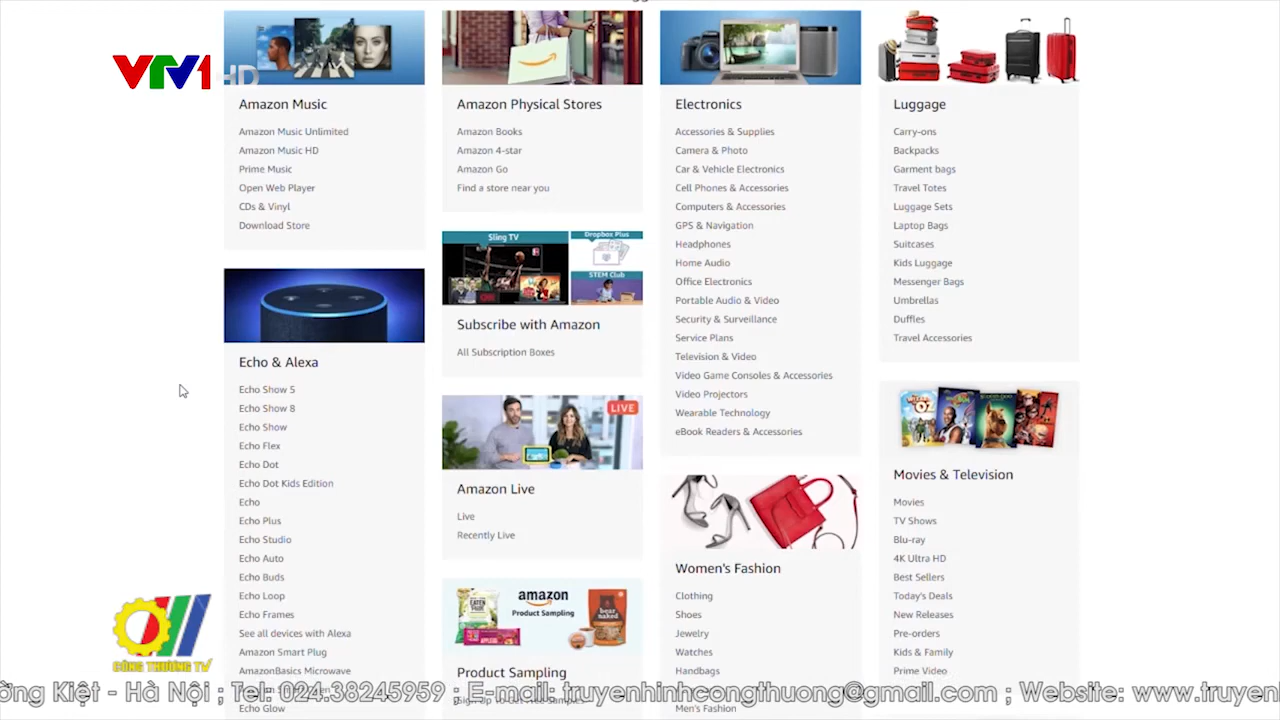 VTV1 HD
Amazon Music
Amazon Music Unlimited
Amazon Music HD
Prime Music
Open Web Player
CDs & Vinyl
Download Store
Echo & Alexa
Echo Show 5
Echo Show 8
Echo Show
Echo Flex
Echo Dot
Echo Dot Kids Edition
Echo
Echo Plus
Echo Studio
Echo Auto
Echo Buds
Echo Loop
Echo Frames
See all devices with Alexa
Amazon Smart Plug
AmazonBasics Microwave
Echo Glow
Amazon Physical Stores
Amazon Books
Amazon 4-star
Amazon Go
Find a store near you
Sling TV
Dropbox Plus
STEM Club
Subscribe with Amazon
All Subscription Boxes
LIVE
Amazon Live
Live
Recently Live
amazon
Product Sampling
bear naked
Product Sampling
Electronics
Accessories & Supplies
Camera & Photo
Car & Vehicle Electronics
Cell Phones & Accessories
Computers & Accessories
GPS & Navigation
Headphones
Home Audio
Office Electronics
Portable Audio & Video
Security & Surveillance
Service Plans
Television & Video
Video Game Consoles & Accessories
Video Projectors
Wearable Technology
eBook Readers & Accessories
Women's Fashion
Clothing
Shoes
Jewelry
Watches
Handbags
Men's Fashion
Luggage
Carry-ons
Backpacks
Garment bags
Travel Totes
Luggage Sets
Laptop Bags
Suitcases
Kids Luggage
Messenger Bags
Umbrellas
Duffles
Travel Accessories
Movies & Television
Movies
TV Shows
Blu-ray
4K Ultra HD
Best Sellers
Today's Deals
New Releases
Pre-orders
Kids & Family
Prime Video
CÔNG THƯƠNG TV
ờng Kiệt - Hà Nội ; Tel: 024.38245959 ; E-mail: truyenhinhcongthuong@gmail.com ; Website: www.truyen